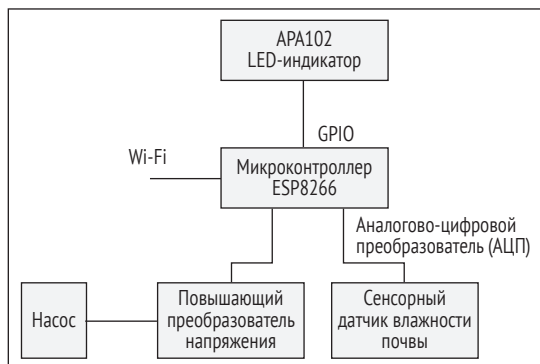 APA102
LED-индикатор
GPIO
Wi-Fi
Микроконтроллер
ESP8266
Аналогово-цифровой
преобразователь (АЦП)
Насос
Повышающий
преобразователь
напряжения
Сенсорный
датчик влажности
почвы